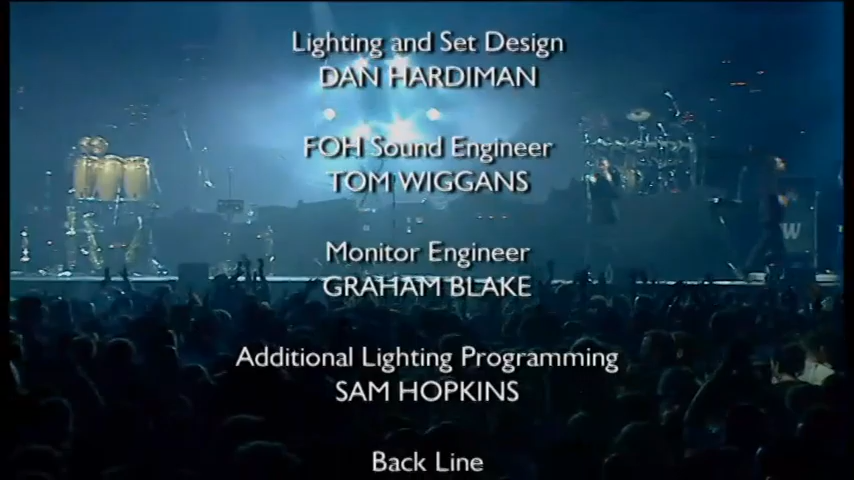 Lighting and Set Design
DAN HARDIMAN
FOH Sound Engineer
TOM WIGGANS
W
Monitor Engineer
GRAHAM BLAKE
Additional Lighting Programming
SAM HOPKINS
Back Line